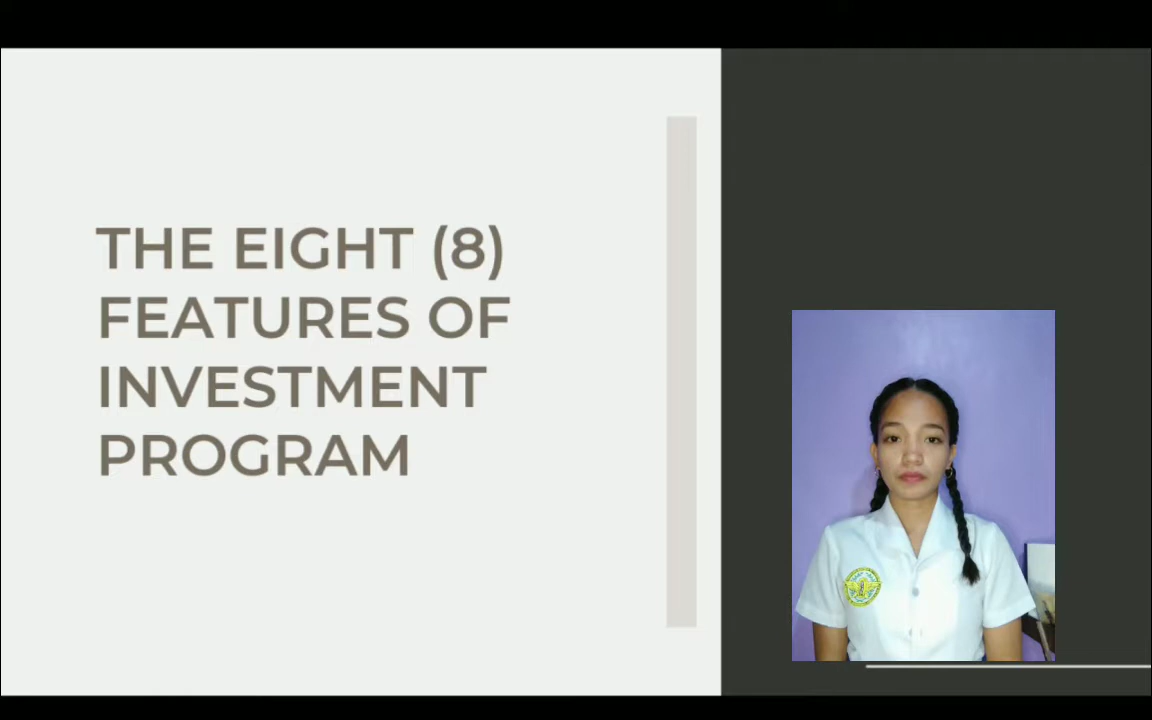 THE EIGHT (8)
FEATURES OF
INVESTMENT
PROGRAM